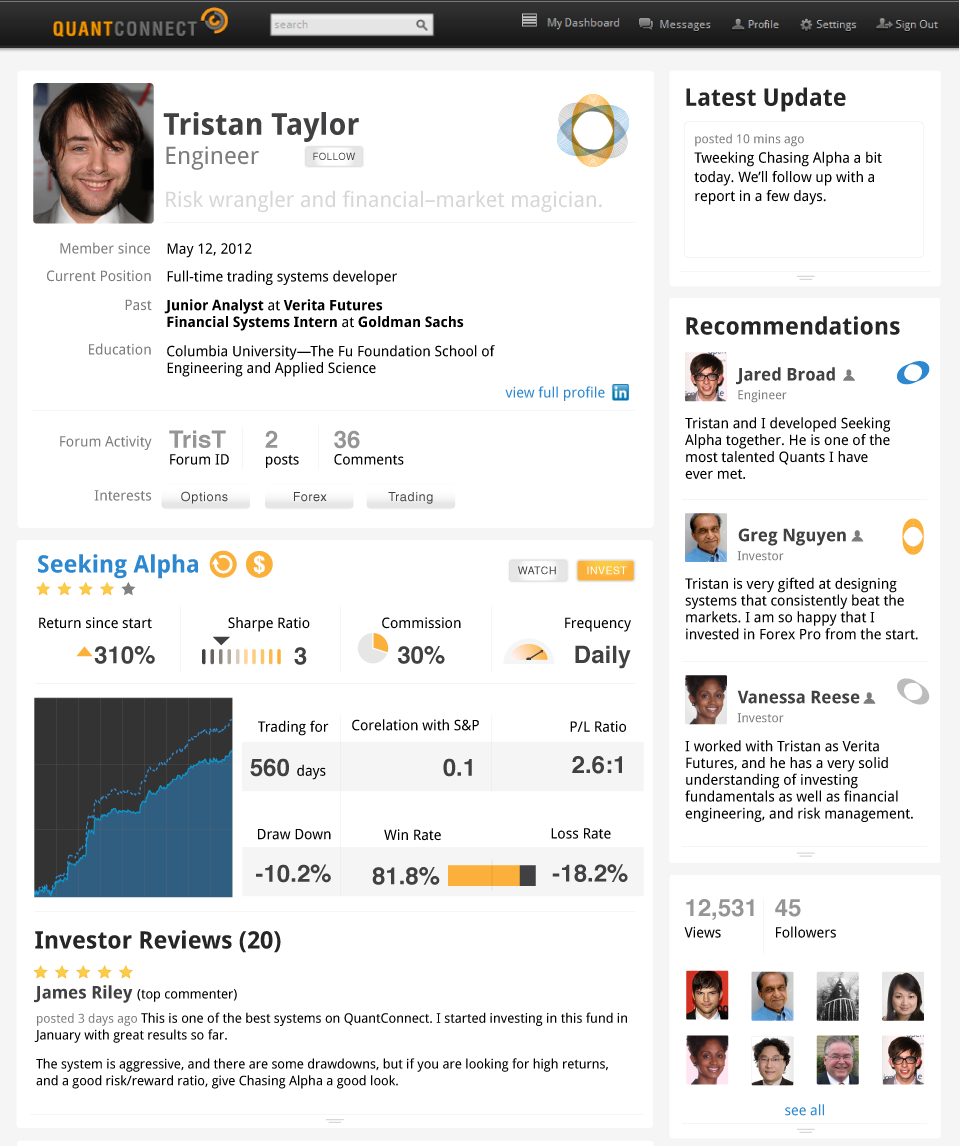 QUANTCONNECT
search
My Dashboard
Messages
Profile
Settings
Sign Out
Tristan Taylor
Engineer
FOLLOW
Risk wrangler and financial–market magician.
Member since May 12, 2012
Current Position Full-time trading systems developer
Past Junior Analyst at Verita Futures
Financial Systems Intern at Goldman Sachs
Education Columbia University—The Fu Foundation School of
Engineering and Applied Science
view full profile in
Forum Activity TrisT 2 36
Forum ID posts Comments
Interests Options Forex Trading
Seeking Alpha $
WATCH INVEST
Return since start Sharpe Ratio Commission Frequency
310% 3 30% Daily
Trading for Corelation with S&P P/L Ratio
560 days 0.1 2.6:1
Draw Down Win Rate Loss Rate
-10.2% 81.8% -18.2%
Investor Reviews (20)
James Riley (top commenter)
posted 3 days ago This is one of the best systems on QuantConnect. I started investing in this fund in
January with great results so far.
The system is aggressive, and there are some drawdowns, but if you are looking for high returns,
and a good risk/reward ratio, give Chasing Alpha a good look.
Latest Update
posted 10 mins ago
Tweeking Chasing Alpha a bit
today. We’ll follow up with a
report in a few days.
Recommendations
Jared Broad
Engineer
Tristan and I developed Seeking
Alpha together. He is one of the
most talented Quants I have
ever met.
Greg Nguyen
Investor
Tristan is very gifted at designing
systems that consistently beat the
markets. I am so happy that I
invested in Forex Pro from the start.
Vanessa Reese
Investor
I worked with Tristan as Verita
Futures, and he has a very solid
understanding of investing
fundamentals as well as financial
engineering, and risk management.
12,531 45
Views Followers
see all